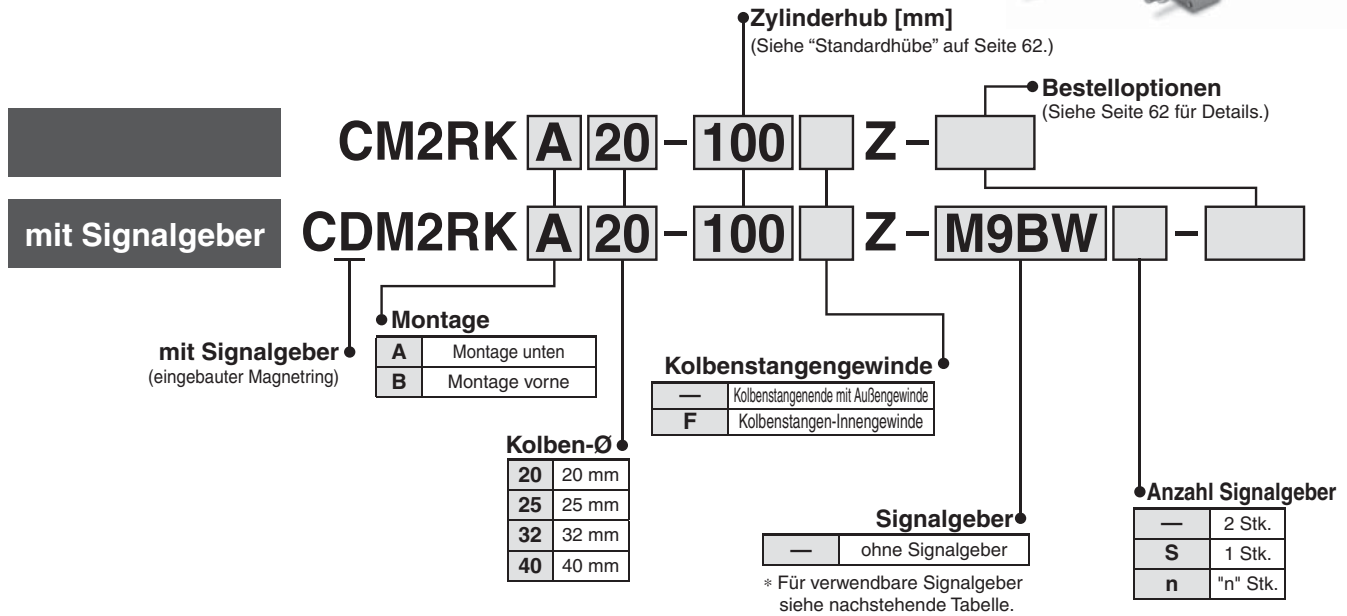 Zylinderhub [mm]
(Siehe “Standardhübe” auf Seite 62.)
Bestelloptionen
(Siehe Seite 62 für Details.)
CM2RK A 20 – 100 Z –
mit Signalgeber CDM2RK A 20 – 100 Z – M9BW –
mit Signalgeber
(eingebauter Magnetring)
Montage
A Montage unten
B Montage vorne
Kolbenstangengewinde
— Kolbenstangenende mit Außengewinde
F Kolbenstangen-Innengewinde
Kolben-Ø
20 20 mm
25 25 mm
32 32 mm
40 40 mm
Signalgeber
— ohne Signalgeber
* Für verwendbare Signalgeber
siehe nachstehende Tabelle.
Anzahl Signalgeber
— 2 Stk.
S 1 Stk.
n "n" Stk.